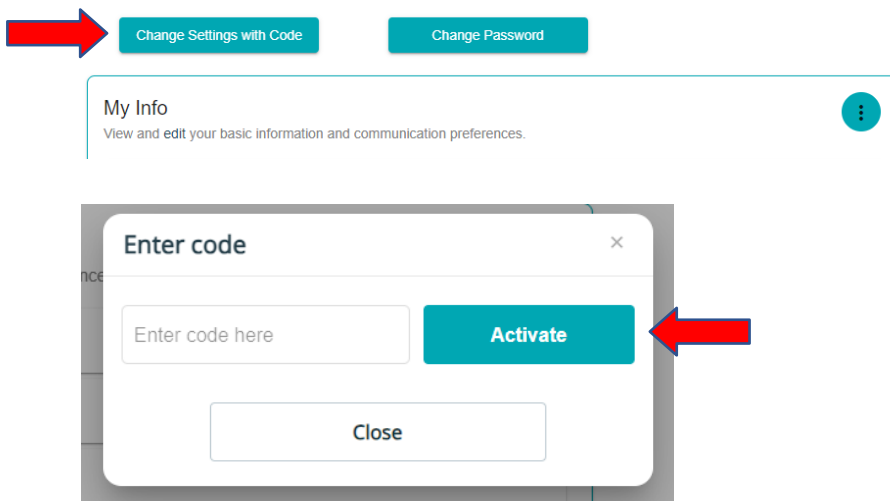 Change Settings with Code
Change Password
My Info
View and edit your basic information and communication preferences.
Enter code
×
nce
Enter code here
Activate
Close